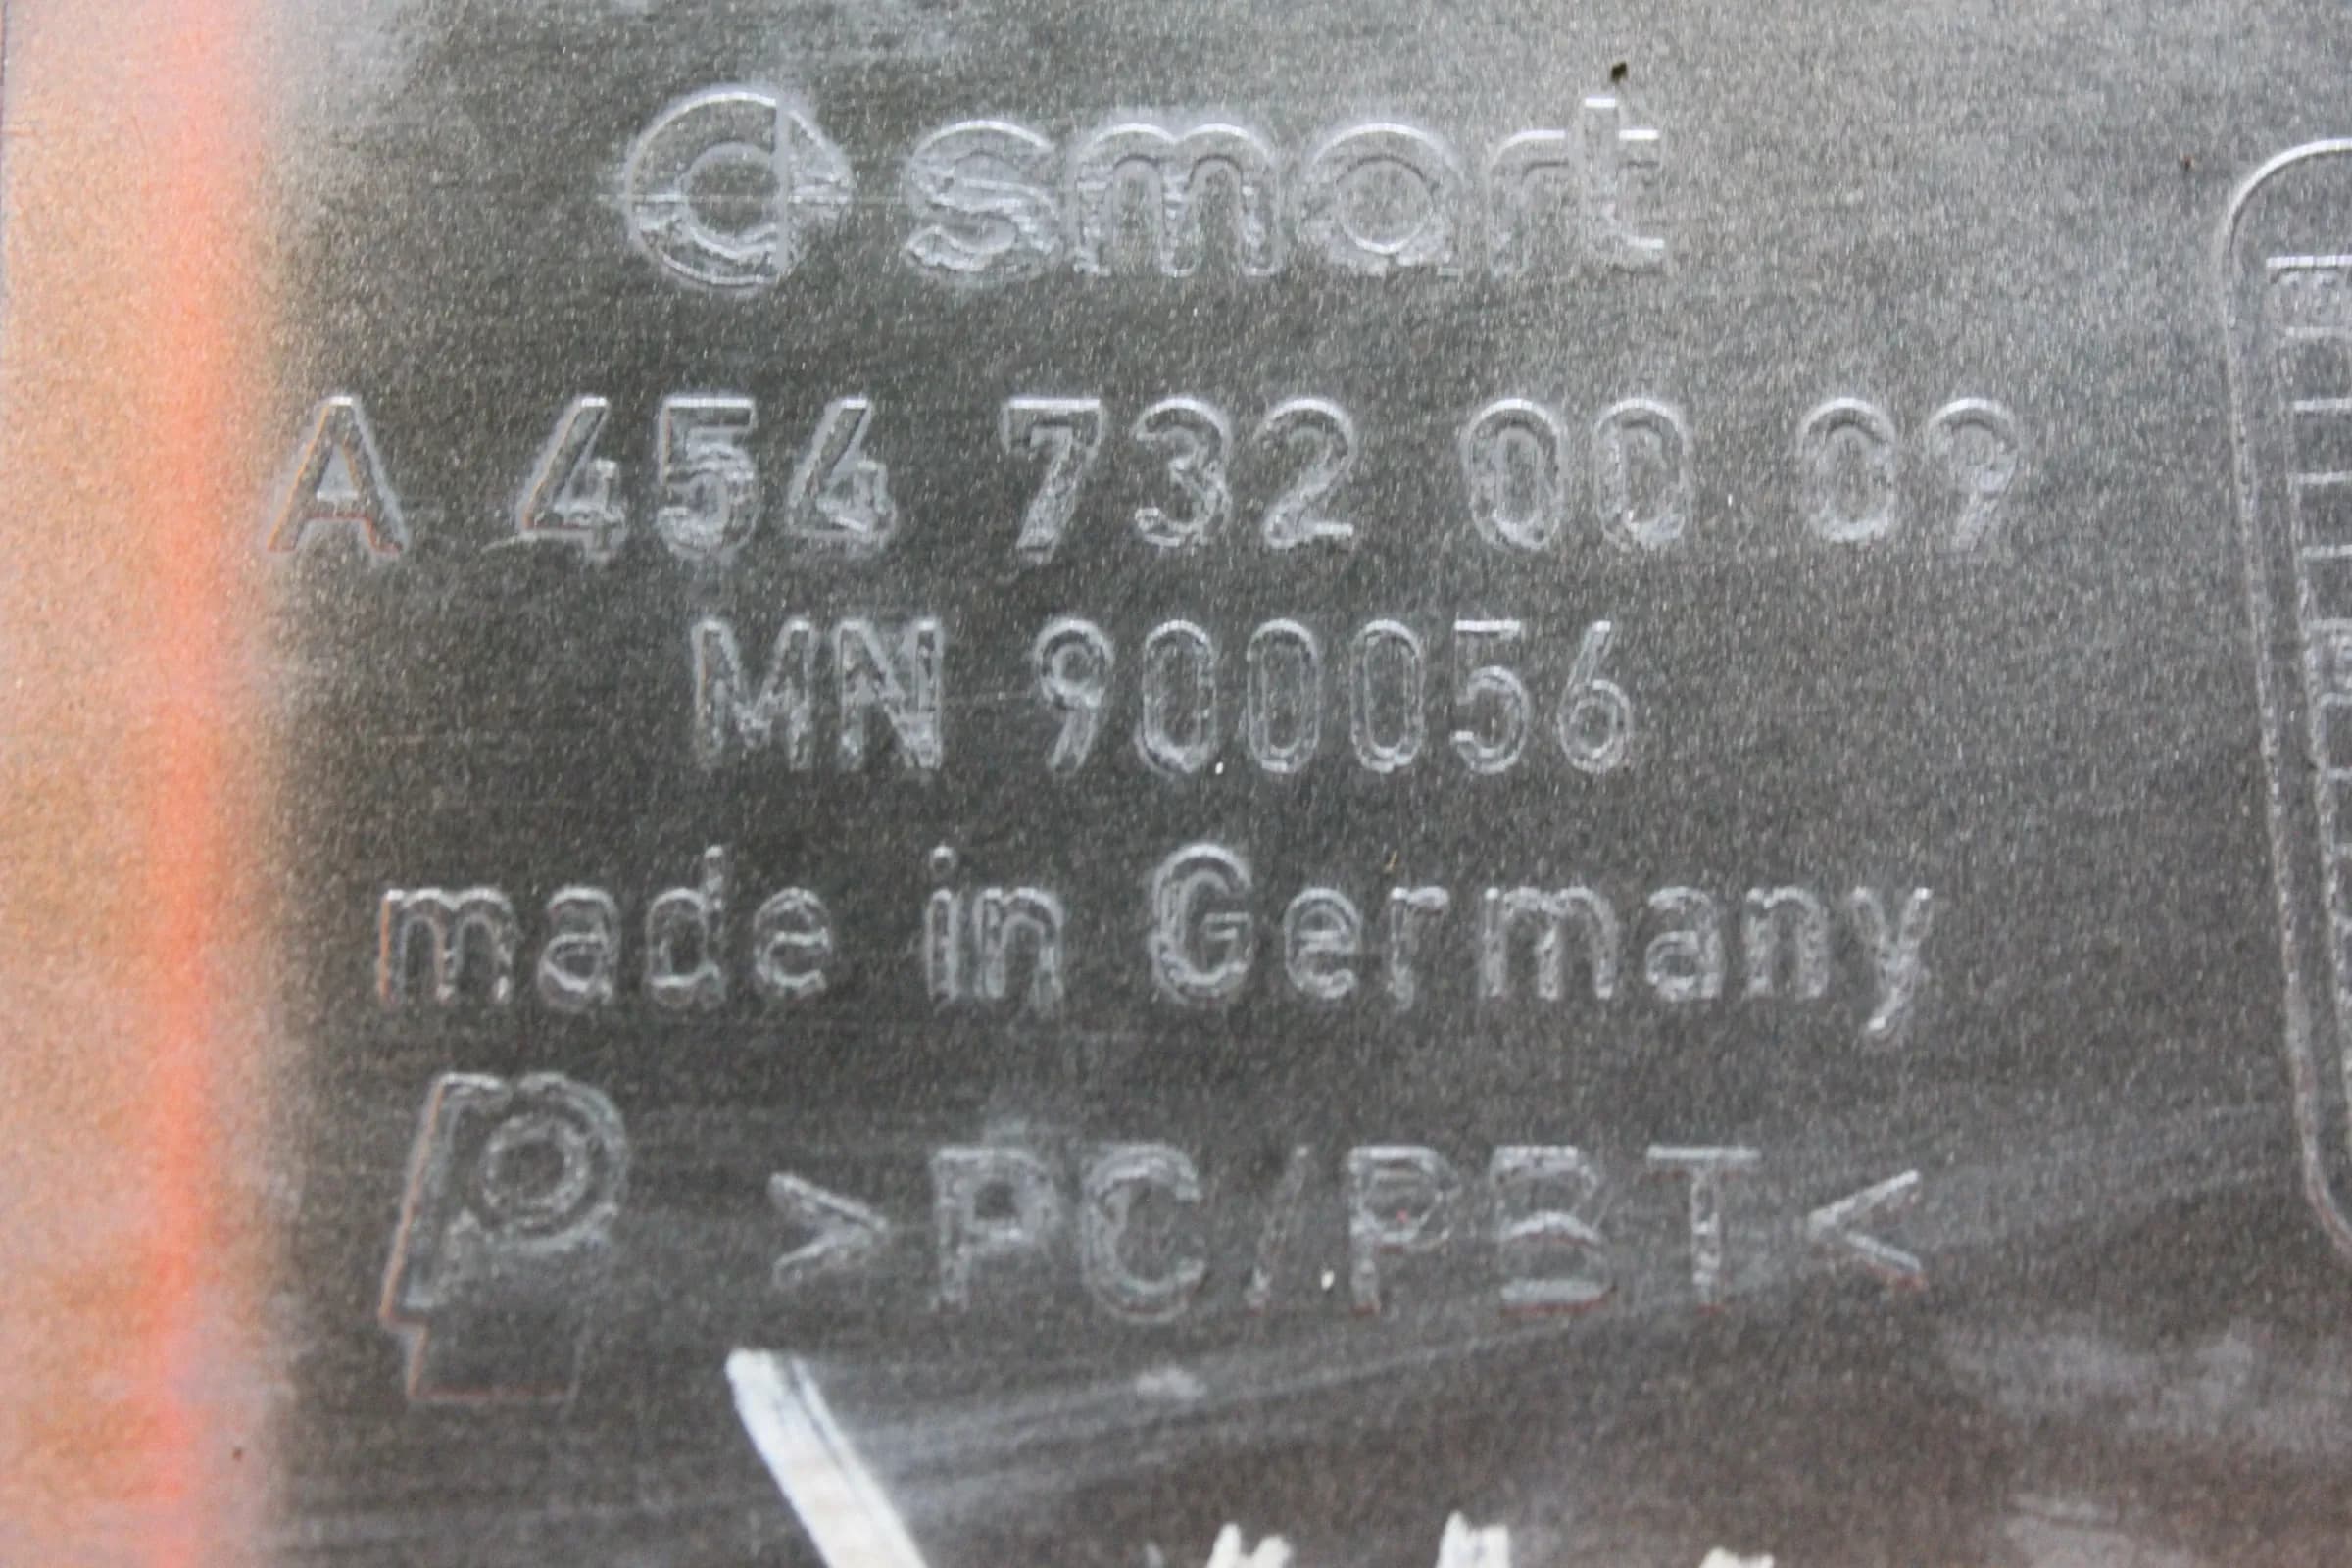 smart
A 454 732 00 09
MN 900056
made in Germany
>PC/PBT<